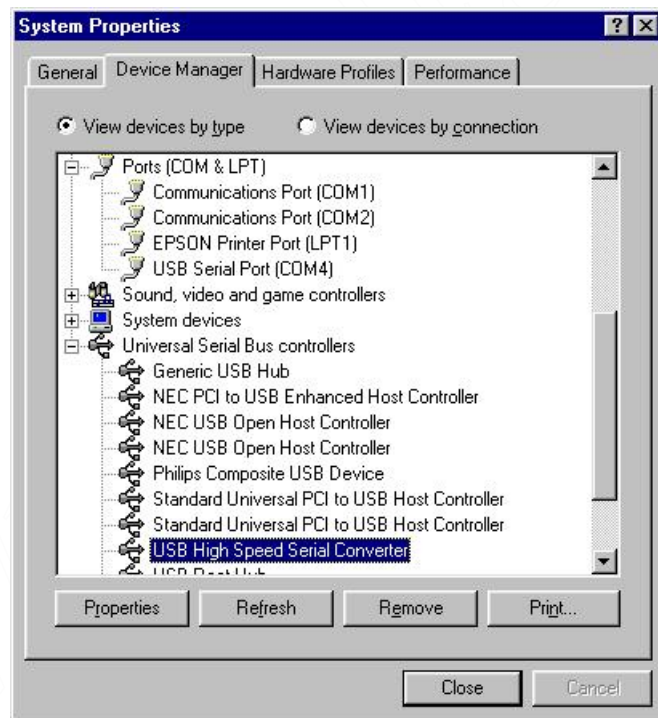 System Properties
General Device Manager Hardware Profiles Performance
View devices by type View devices by connection
Ports (COM & LPT)
Communications Port (COM1)
Communications Port (COM2)
EPSON Printer Port (LPT1)
USB Serial Port (COM4)
Sound, video and game controllers
System devices
Universal Serial Bus controllers
Generic USB Hub
NEC PCI to USB Enhanced Host Controller
NEC USB Open Host Controller
NEC USB Open Host Controller
Philips Composite USB Device
Standard Universal PCI to USB Host Controller
Standard Universal PCI to USB Host Controller
USB High Speed Serial Converter
USB Root Hub
Properties Refresh Remove Print...
Close Cancel